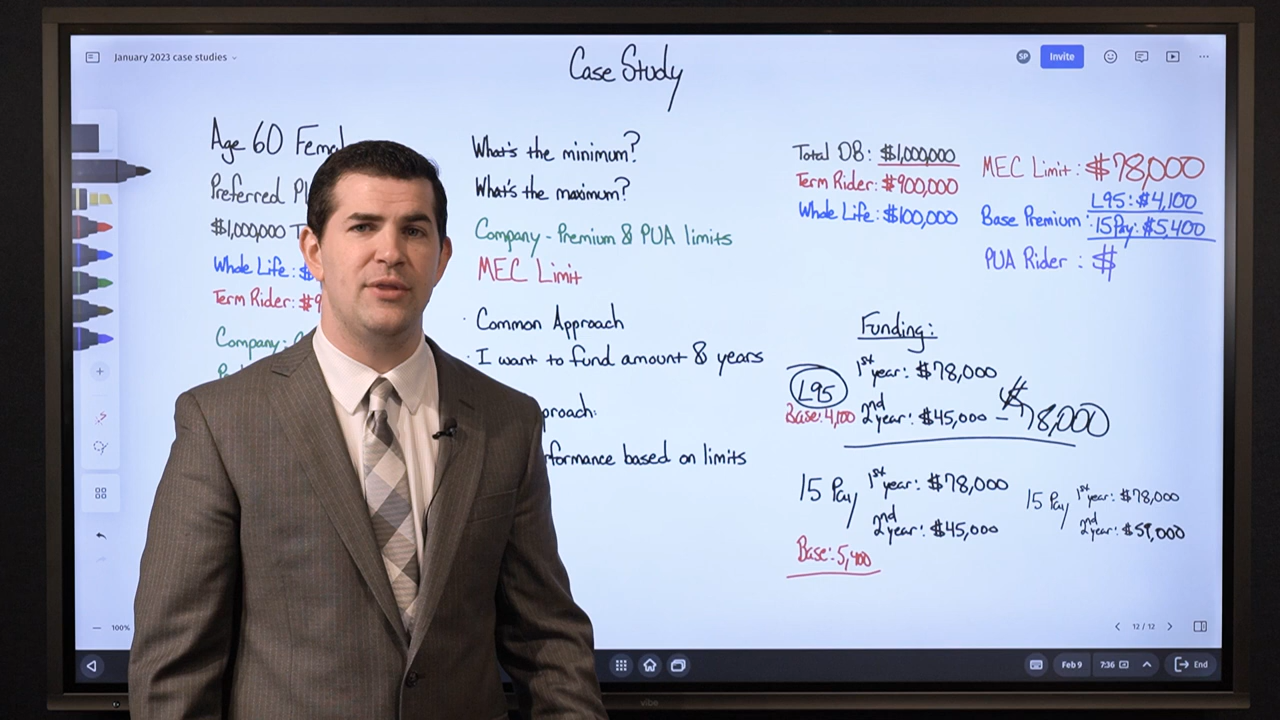 January 2023 case studies
SP
Invite
Case Study
Age 60
Preferred
$1,000,000
Whole Life: $
Term Rider: $9
Company:
What's the minimum?
What's the maximum?
Company - Premium & PUA limits
MEC Limit
· Common Approach
· I want to fund amount 8 years
proach:
formance based on limits
Total DB: $1,000,000
Term Rider: $900,000
Whole Life: $100,000
MEC Limit: $78,000
L95: $4,100
Base Premium: 15 Pay: $5,400
PUA Rider: $
Funding:
1st year: $78,000
L95
Base: 4,100
2nd year: $45,000 - $78,000
15 Pay
1st year: $78,000
2nd year: $45,000
Base: 5,400
15 Pay
1st year: $78,000
2nd year: $59,000
100%
12 / 12
Feb 9
7:36
End
vibe